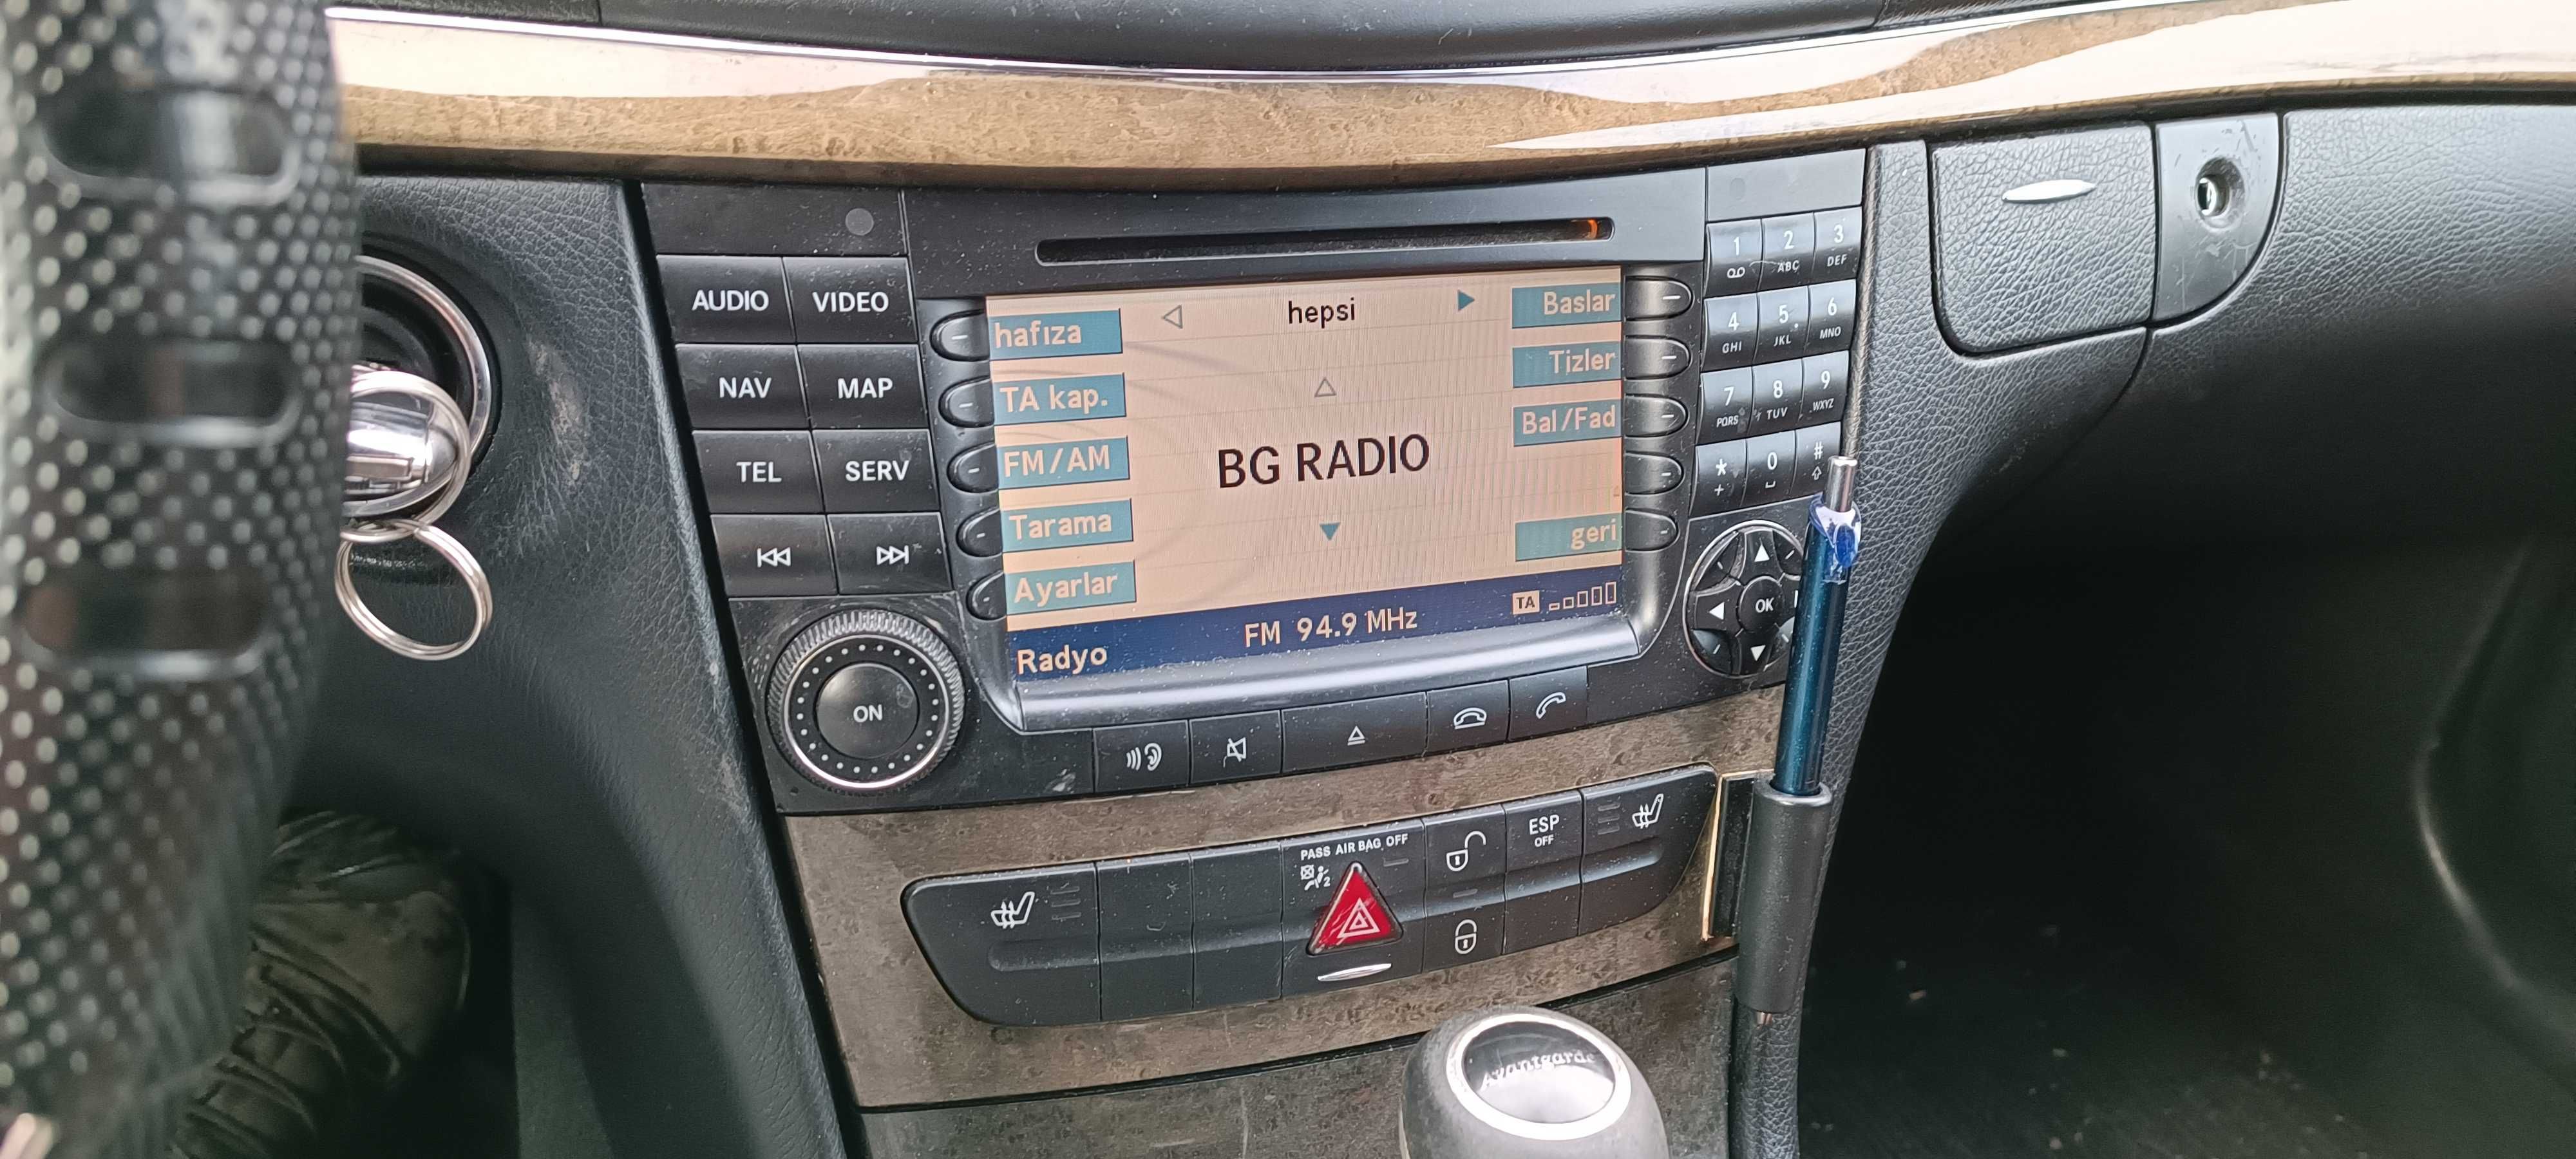 AUDIO VIDEO
NAV MAP
TEL SERV
ON
hafıza
TA kap.
FM/AM
Tarama
Ayarlar
hepsi
BG RADIO
Baslar
Tizler
Bal/Fad
geri
Radyo
FM 94.9 MHz
TA
1 2 3
ABC DEF
4 5 6
GHI JKL MNO
7 8 9
PQRS TUV WXYZ
* 0 #
+
OK
PASS AIR BAG OFF
2
ESP
OFF
Avantgarde